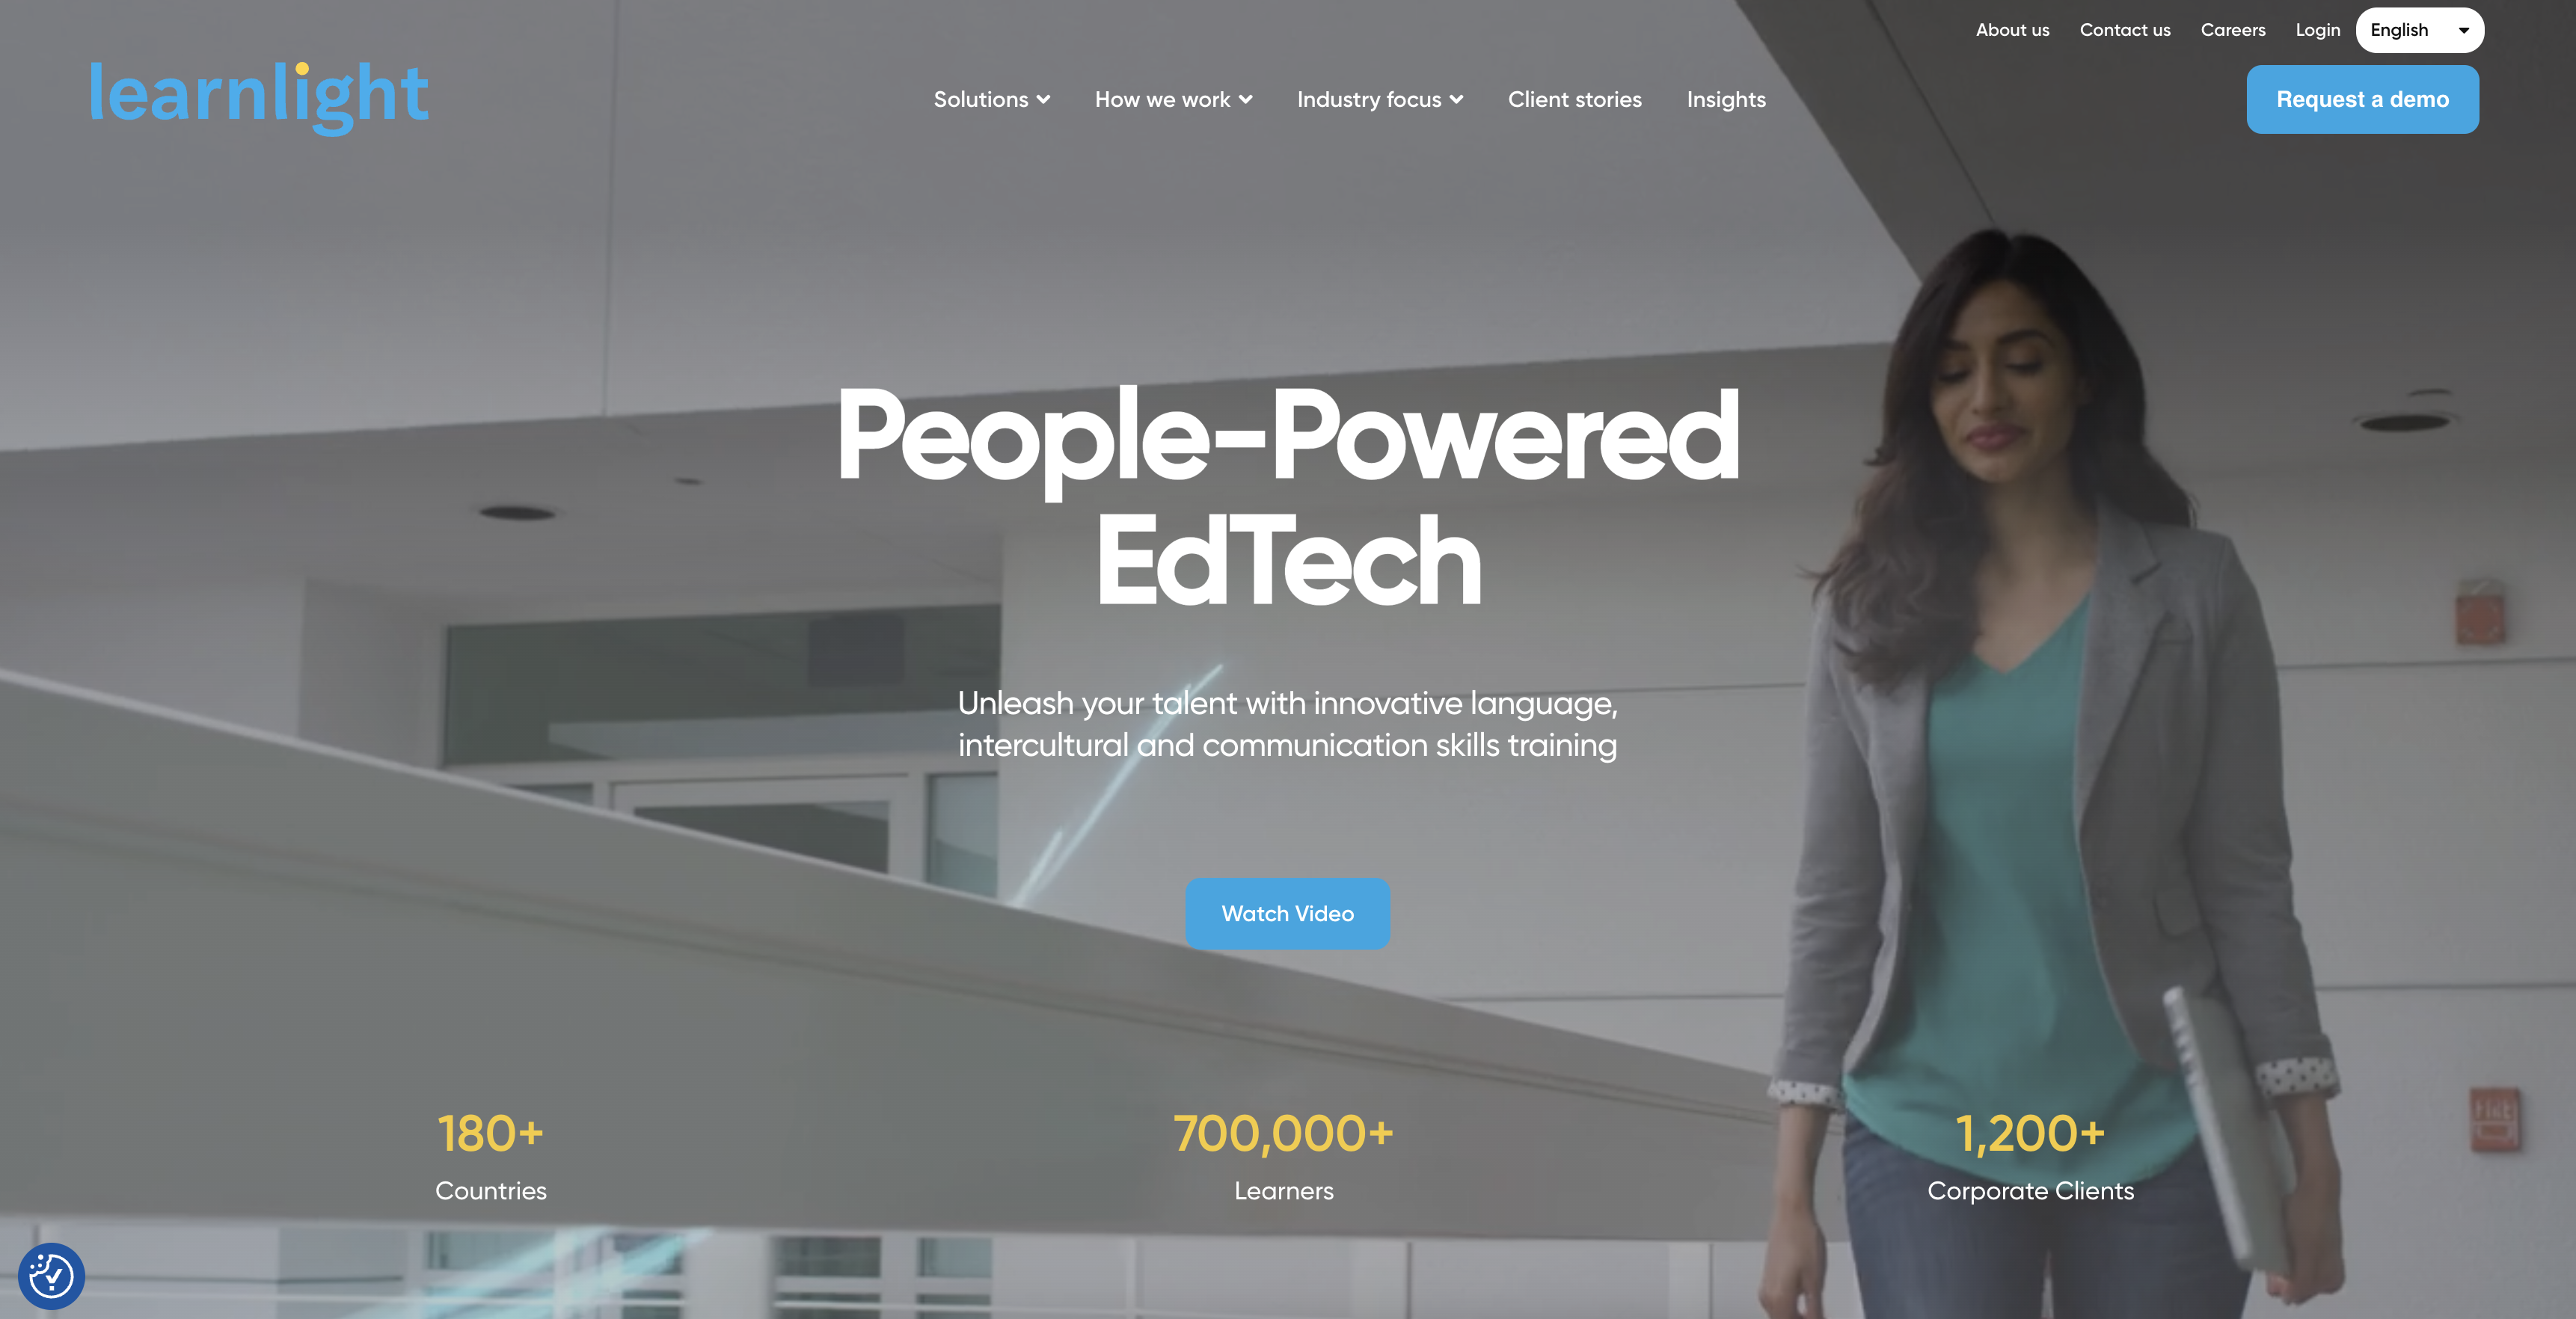 About us
Contact us
Careers
Login
English
learnlight
Solutions
How we work
Industry focus
Client stories
Insights
Request a demo
People-Powered
EdTech
Unleash your talent with innovative language,
intercultural and communication skills training
Watch Video
180+
Countries
700,000+
Learners
1,200+
Corporate Clients